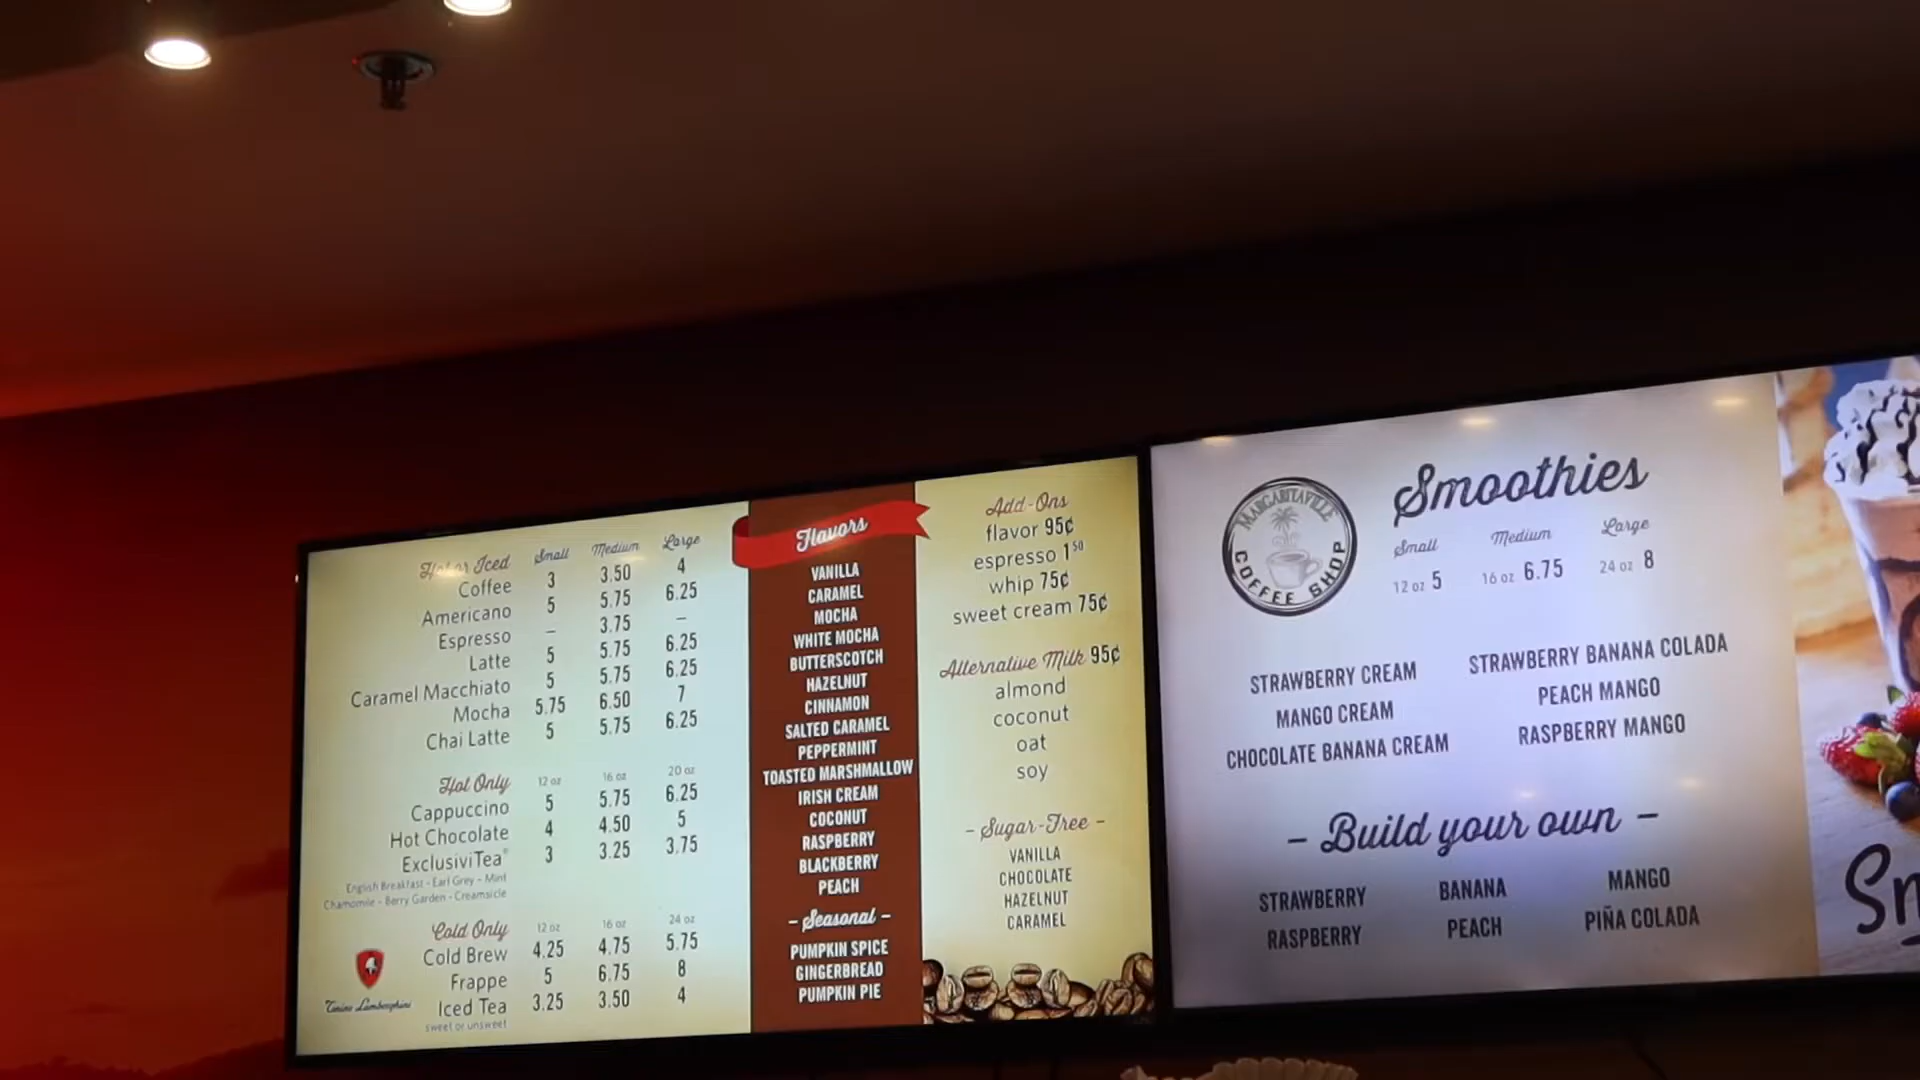 Hot or Iced Small Medium Large
Coffee 3 3.50 4
Americano 5 5.75 6.25
Espresso – 3.75 –
Latte 5 5.75 6.25
Caramel Macchiato 5 5.75 6.25
Mocha 5.75 6.50 7
Chai Latte 5 5.75 6.25
Hot Only 12 oz 16 oz 20 oz
Cappuccino 5 5.75 6.25
Hot Chocolate 4 4.50 5
ExclusiviTea® 3 3.25 3.75
English Breakfast - Earl Grey - Mint
Chamomile - Berry Garden - Creamsicle
Cold Only 12 oz 16 oz 24 oz
Cold Brew 4.25 4.75 5.75
Frappe 5 6.75 8
Iced Tea 3.25 3.50 4
sweet or unsweet
Tonino Lamborghini
Flavors
VANILLA
CARAMEL
MOCHA
WHITE MOCHA
BUTTERSCOTCH
HAZELNUT
CINNAMON
SALTED CARAMEL
PEPPERMINT
TOASTED MARSHMALLOW
IRISH CREAM
COCONUT
RASPBERRY
BLACKBERRY
PEACH
– Seasonal –
PUMPKIN SPICE
GINGERBREAD
PUMPKIN PIE
Add-Ons
flavor 95¢
espresso 1⁵⁰
whip 75¢
sweet cream 75¢
Alternative Milk 95¢
almond
coconut
oat
soy
– Sugar-Free –
VANILLA
CHOCOLATE
HAZELNUT
CARAMEL
MARGARITAVILLE
COFFEE SHOP
Smoothies
Small Medium Large
12 oz 5 16 oz 6.75 24 oz 8
STRAWBERRY CREAM STRAWBERRY BANANA COLADA
MANGO CREAM PEACH MANGO
CHOCOLATE BANANA CREAM RASPBERRY MANGO
– Build your own –
STRAWBERRY BANANA MANGO
RASPBERRY PEACH PIÑA COLADA